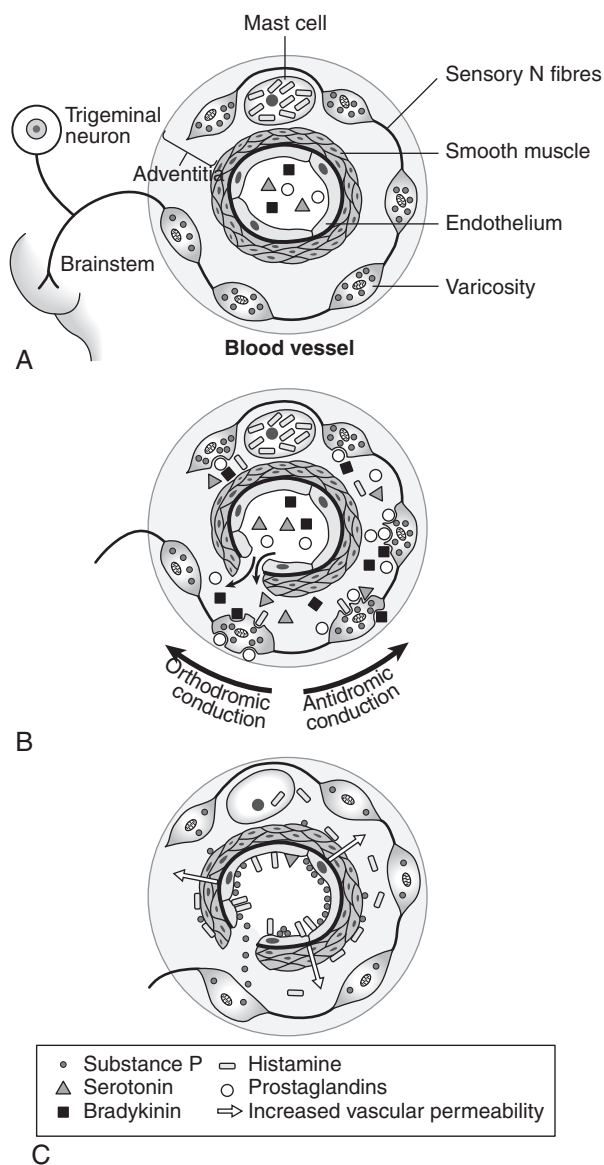 Mast cell
Sensory N fibres
Trigeminal
neuron
Smooth muscle
Adventitia
Endothelium
Brainstem
Varicosity
Blood vessel
A
Orthodromic
conduction
Antidromic
conduction
B
Substance P
Histamine
Serotonin
Prostaglandins
Bradykinin
Increased vascular permeability
C